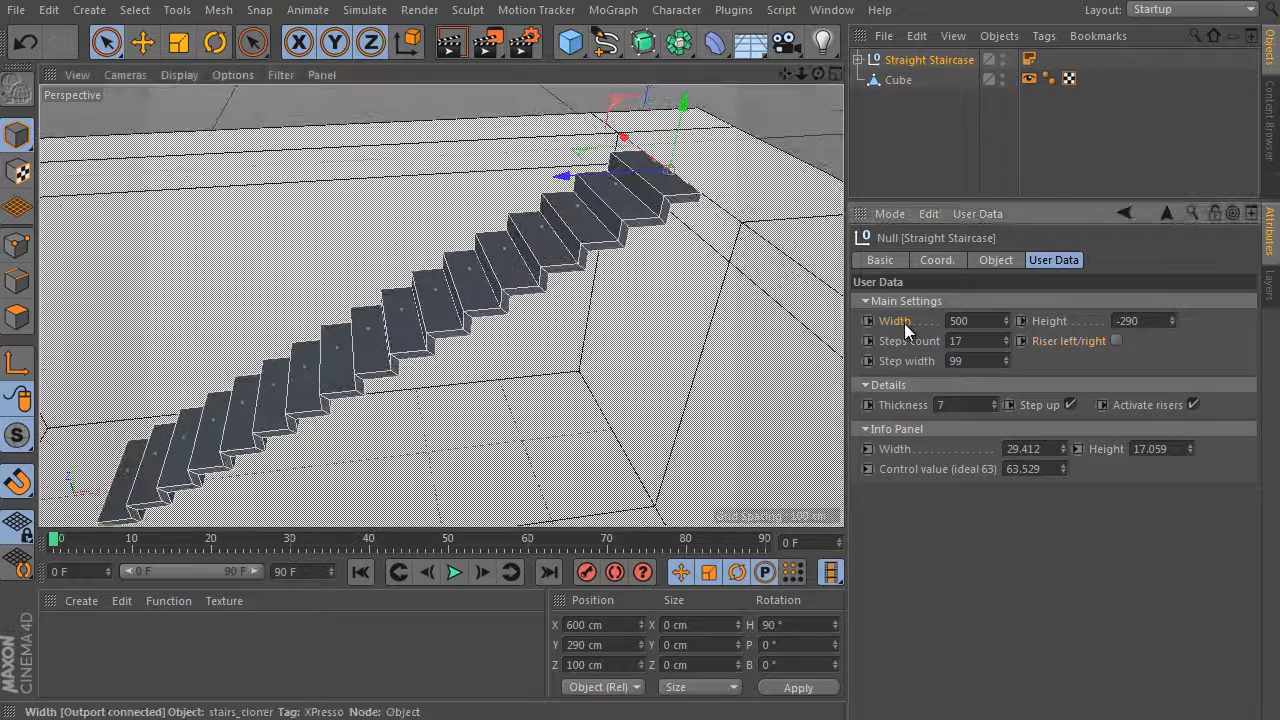 File Edit Create Select Tools Mesh Snap Animate Simulate Render Sculpt Motion Tracker MoGraph Character Plugins Script Window Help Layout: Startup
X Y Z
File Edit View Objects Tags Bookmarks
Straight Staircase
Cube
View Cameras Display Options Filter Panel
Perspective
Mode Edit User Data
Null [Straight Staircase]
Basic Coord. Object User Data
User Data
Main Settings
Width 500 Height -290
Steps count 17 Riser left/right
Step width 99
Details
Thickness 7 Step up Activate risers
Info Panel
Width 29.412 Height 17.059
Control value (ideal 63) 63.529
0 10 20 30 40 50 60 70 80 90 0 F
0 F 0 F 90 F 90 F
Create Edit Function Texture
Position Size Rotation
X 600 cm X 0 cm H 90 °
Y 290 cm Y 0 cm P 0 °
Z 100 cm Z 0 cm B 0 °
Object (Rel) Size Apply
Width [Outport connected] Object: stairs_cloner Tag: XPresso Node: Object
MAXON
CINEMA 4D
Objects
Content Browser
Attributes
Layers